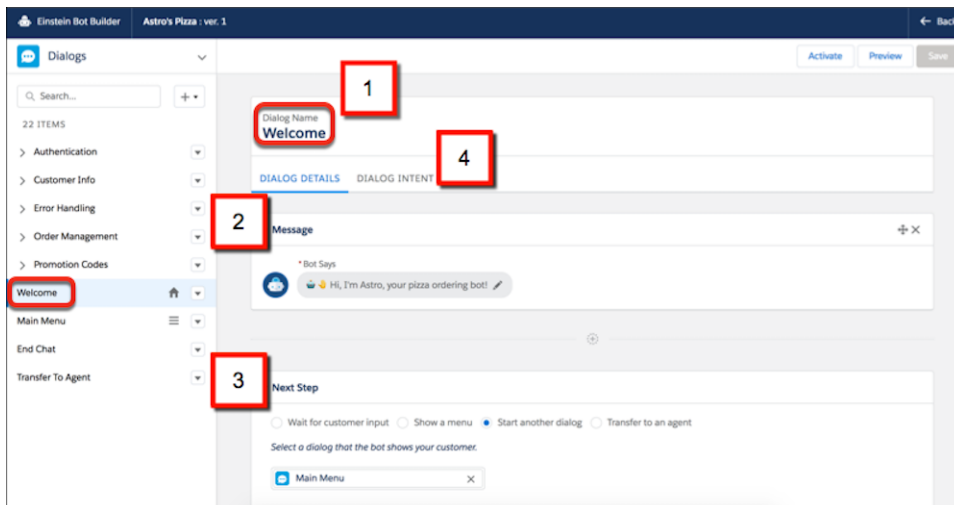 Einstein Bot Builder Astro's Pizza : ver. 1 ← Back
Dialogs
Activate Preview Save
Search...
22 ITEMS
Authentication
Customer Info
Error Handling
Order Management
Promotion Codes
Welcome
Main Menu
End Chat
Transfer To Agent
1
Dialog Name
Welcome
4
DIALOG DETAILS DIALOG INTENT
2
Message
* Bot Says
Hi, I'm Astro, your pizza ordering bot!
3
Next Step
Wait for customer input Show a menu Start another dialog Transfer to an agent
Select a dialog that the bot shows your customer.
Main Menu